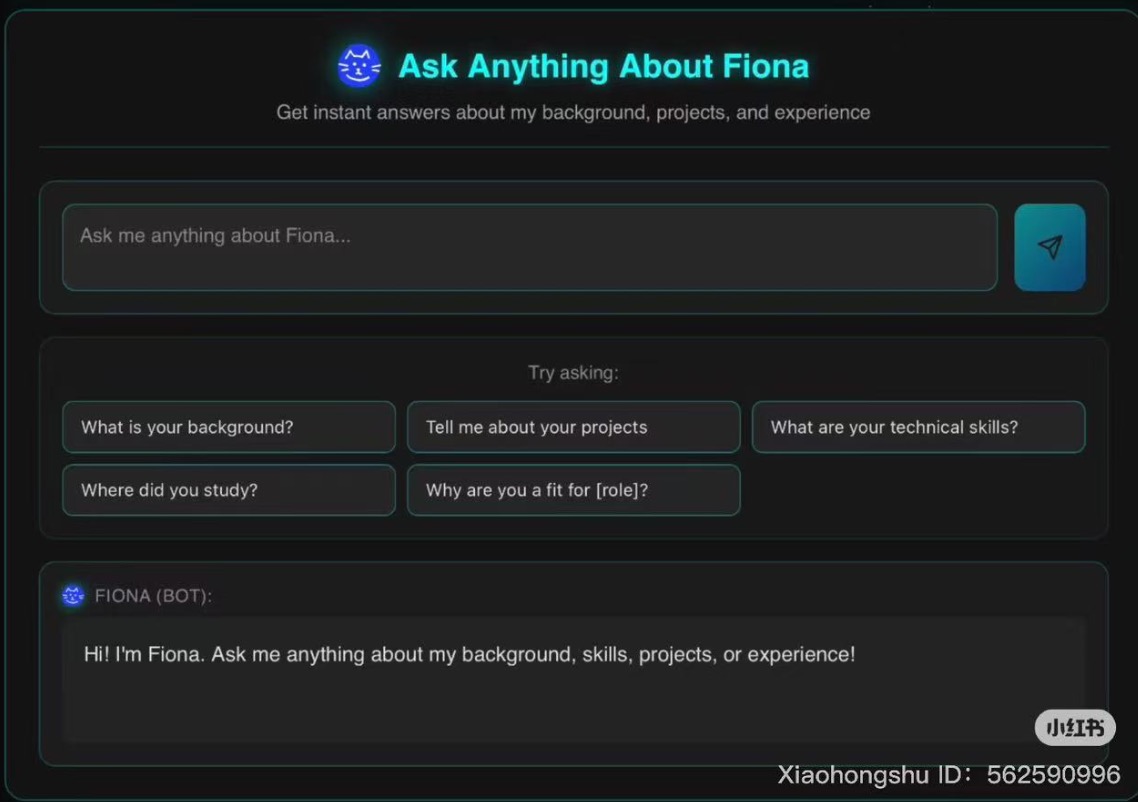 Ask Anything About Fiona
Get instant answers about my background, projects, and experience
Ask me anything about Fiona...
Try asking:
What is your background?
Tell me about your projects
What are your technical skills?
Where did you study?
Why are you a fit for [role]?
FIONA (BOT):
Hi! I'm Fiona. Ask me anything about my background, skills, projects, or experience!
小红书
Xiaohongshu ID：562590996